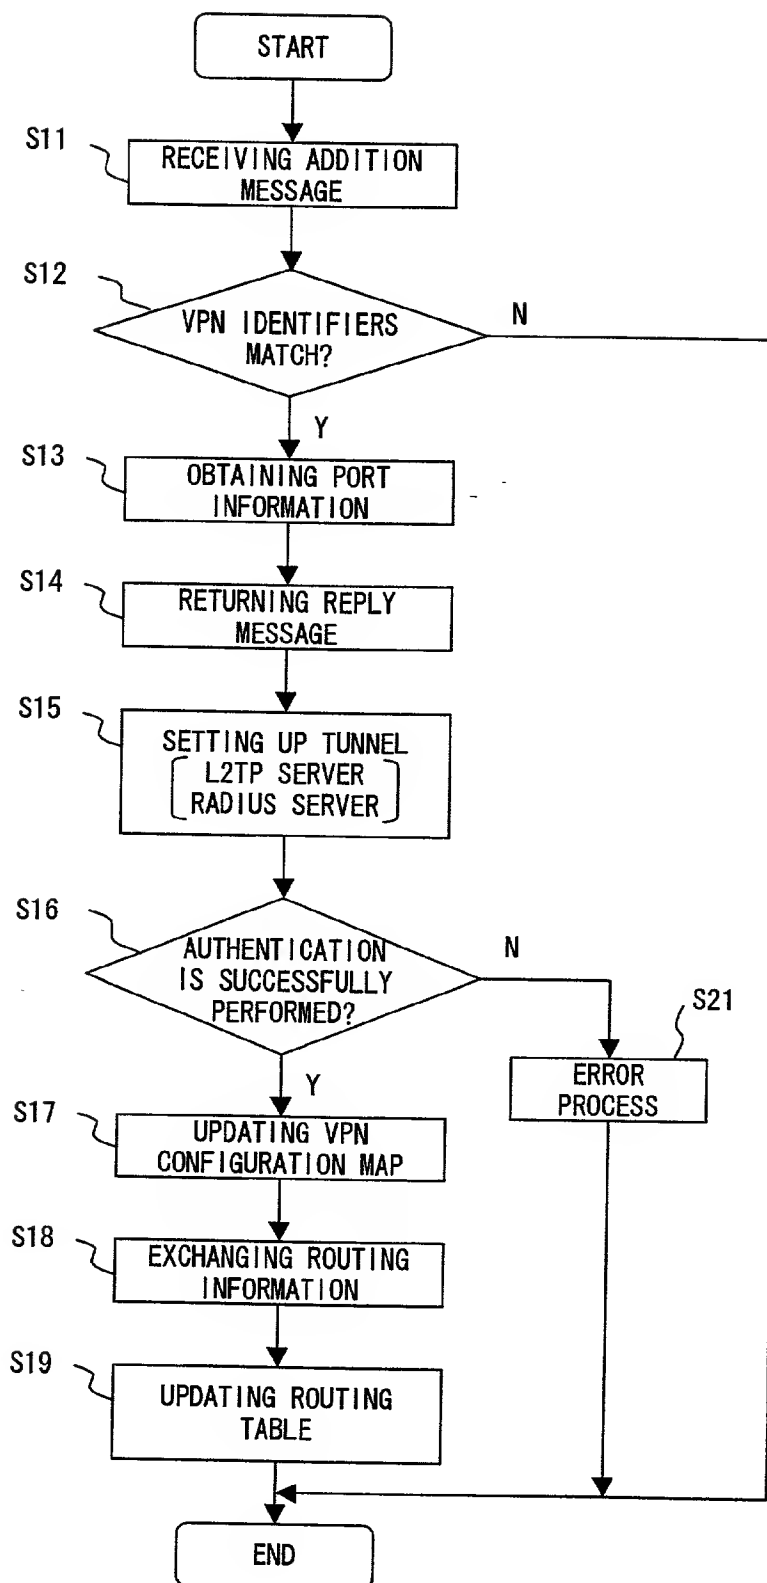 START
S11
RECEIVING ADDITION
MESSAGE
S12
VPN IDENTIFIERS
MATCH?
N
Y
S13
OBTAINING PORT
INFORMATION
S14
RETURNING REPLY
MESSAGE
S15
SETTING UP TUNNEL
L2TP SERVER
RADIUS SERVER
S16
AUTHENTICATION
IS SUCCESSFULLY
PERFORMED?
N
S21
ERROR
PROCESS
Y
S17
UPDATING VPN
CONFIGURATION MAP
S18
EXCHANGING ROUTING
INFORMATION
S19
UPDATING ROUTING
TABLE
END